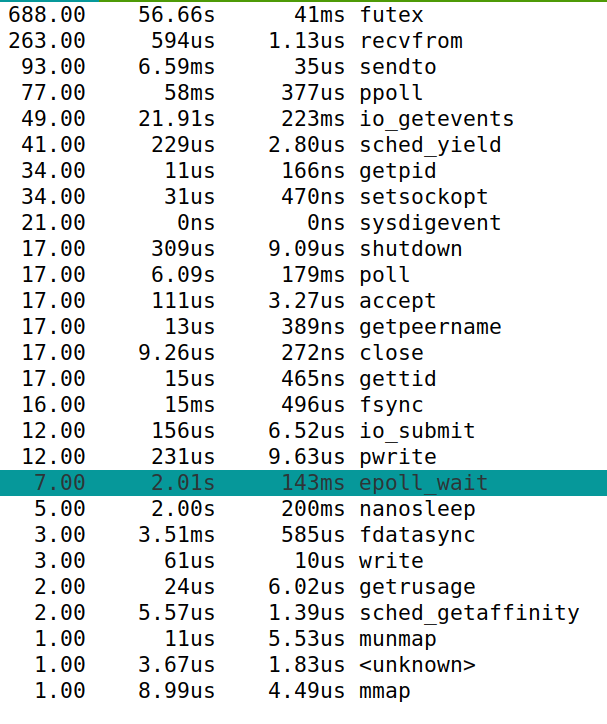 688.00 56.66s 41ms futex
263.00 594us 1.13us recvfrom
93.00 6.59ms 35us sendto
77.00 58ms 377us ppoll
49.00 21.91s 223ms io_getevents
41.00 229us 2.80us sched_yield
34.00 11us 166ns getpid
34.00 31us 470ns setsockopt
21.00 0ns 0ns sysdigevent
17.00 309us 9.09us shutdown
17.00 6.09s 179ms poll
17.00 111us 3.27us accept
17.00 13us 389ns getpeername
17.00 9.26us 272ns close
17.00 15us 465ns gettid
16.00 15ms 496us fsync
12.00 156us 6.52us io_submit
12.00 231us 9.63us pwrite
7.00 2.01s 143ms epoll_wait
5.00 2.00s 200ms nanosleep
3.00 3.51ms 585us fdatasync
3.00 61us 10us write
2.00 24us 6.02us getrusage
2.00 5.57us 1.39us sched_getaffinity
1.00 11us 5.53us munmap
1.00 3.67us 1.83us <unknown>
1.00 8.99us 4.49us mmap